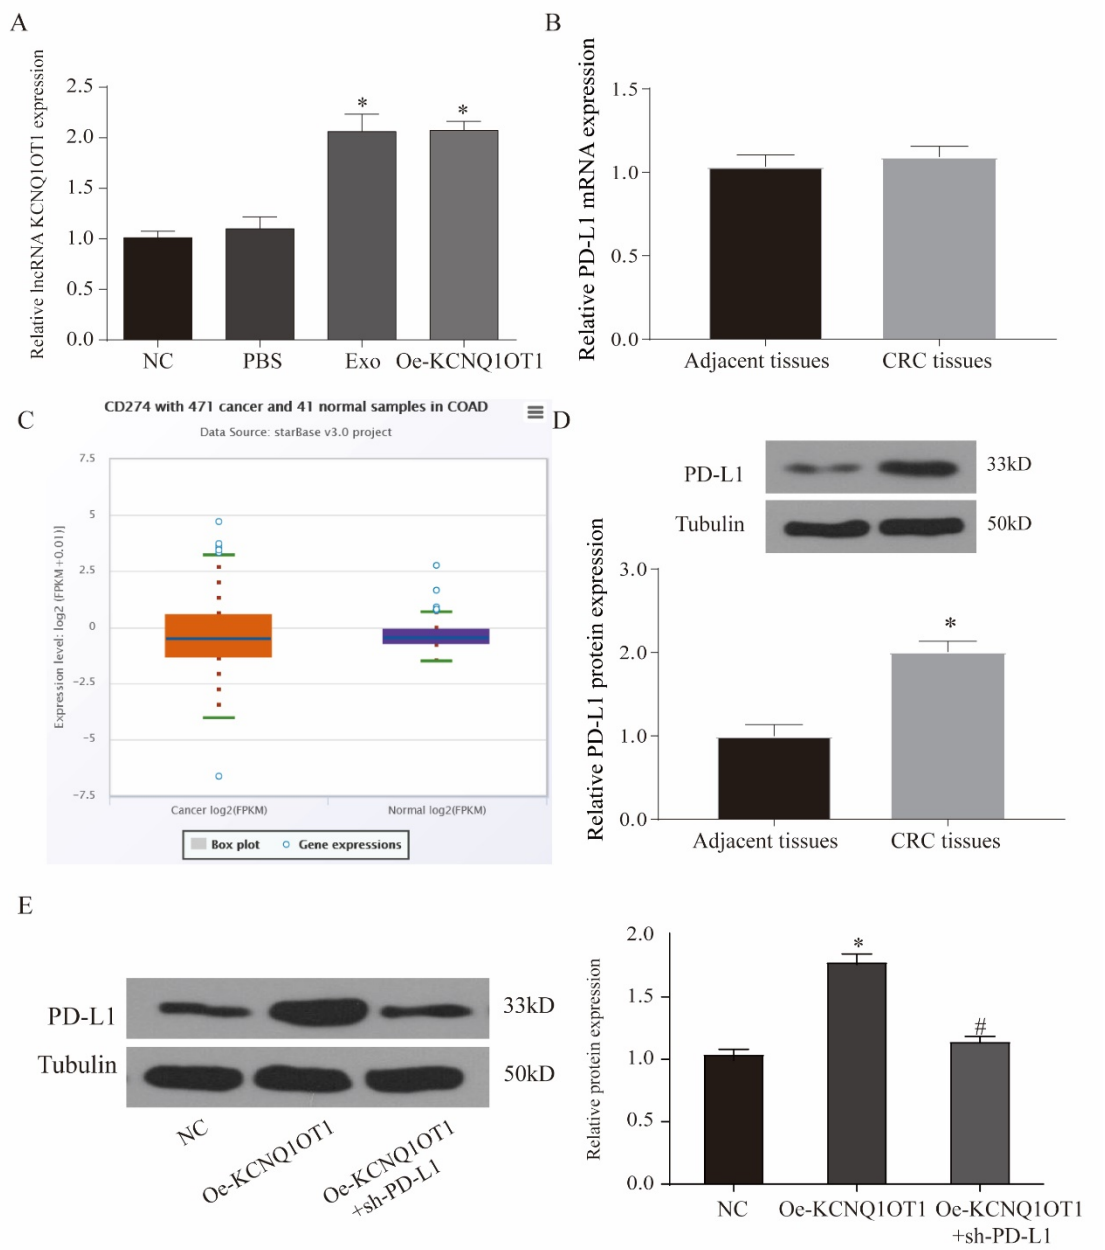 A
Relative lncRNA KCNQ1OT1 expression
2.5
2.0
1.5
1.0
0.5
0.0
*
*
NC
PBS
Exo
Oe-KCNQ1OT1
B
Relative PD-L1 mRNA expression
1.5
1.0
0.5
0.0
Adjacent tissues
CRC tissues
C
CD274 with 471 cancer and 41 normal samples in COAD
Data Source: starBase v3.0 project
Expression level: log2 (FPKM+0.01)]
7.5
5
2.5
0
−2.5
−5
−7.5
Cancer log2(FPKM)
Normal log2(FPKM)
Box plot
Gene expressions
D
PD-L1
33kD
Tubulin
50kD
Relative PD-L1 protein expression
3.0
2.0
1.0
0.0
*
Adjacent tissues
CRC tissues
E
PD-L1
33kD
Tubulin
50kD
NC
Oe-KCNQ1OT1
Oe-KCNQ1OT1
+sh-PD-L1
Relative protein expression
2.0
1.5
1.0
0.5
0.0
*
#
NC
Oe-KCNQ1OT1
Oe-KCNQ1OT1
+sh-PD-L1